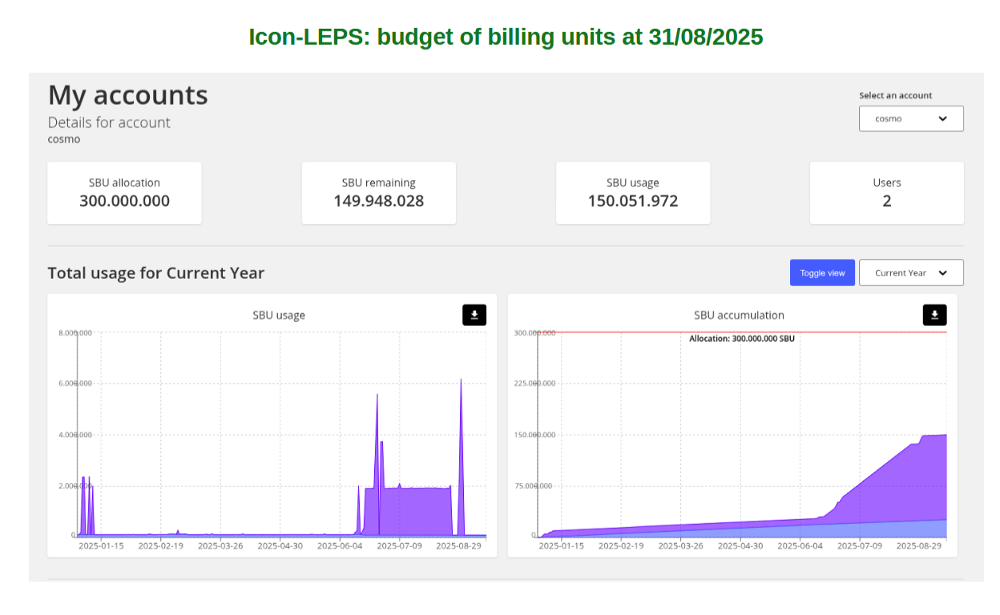 Icon-LEPS: budget of billing units at 31/08/2025
My accounts
Details for account
cosmo
Select an account
cosmo
SBU allocation
300.000.000
SBU remaining
149.948.028
SBU usage
150.051.972
Users
2
Total usage for Current Year
Toggle view
Current Year
SBU usage
8.000.000
6.000.000
4.000.000
2.000.000
0
2025-01-15 2025-02-19 2025-03-26 2025-04-30 2025-06-04 2025-07-09 2025-08-29
SBU accumulation
300.000.000
Allocation: 300.000.000 SBU
225.000.000
150.000.000
75.000.000
0
2025-01-15 2025-02-19 2025-03-26 2025-04-30 2025-06-04 2025-07-09 2025-08-29